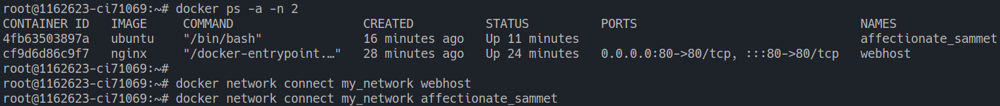 root@1162623-ci71069:~# docker ps -a -n 2
CONTAINER ID   IMAGE     COMMAND                  CREATED          STATUS          PORTS                               NAMES
4fb63503897a   ubuntu    "/bin/bash"              16 minutes ago   Up 11 minutes                                       affectionate_sammet
cf9d6d86c9f7   nginx     "/docker-entrypoint.…"   28 minutes ago   Up 24 minutes   0.0.0.0:80->80/tcp, :::80->80/tcp   webhost
root@1162623-ci71069:~#
root@1162623-ci71069:~# docker network connect my_network webhost
root@1162623-ci71069:~# docker network connect my_network affectionate_sammet